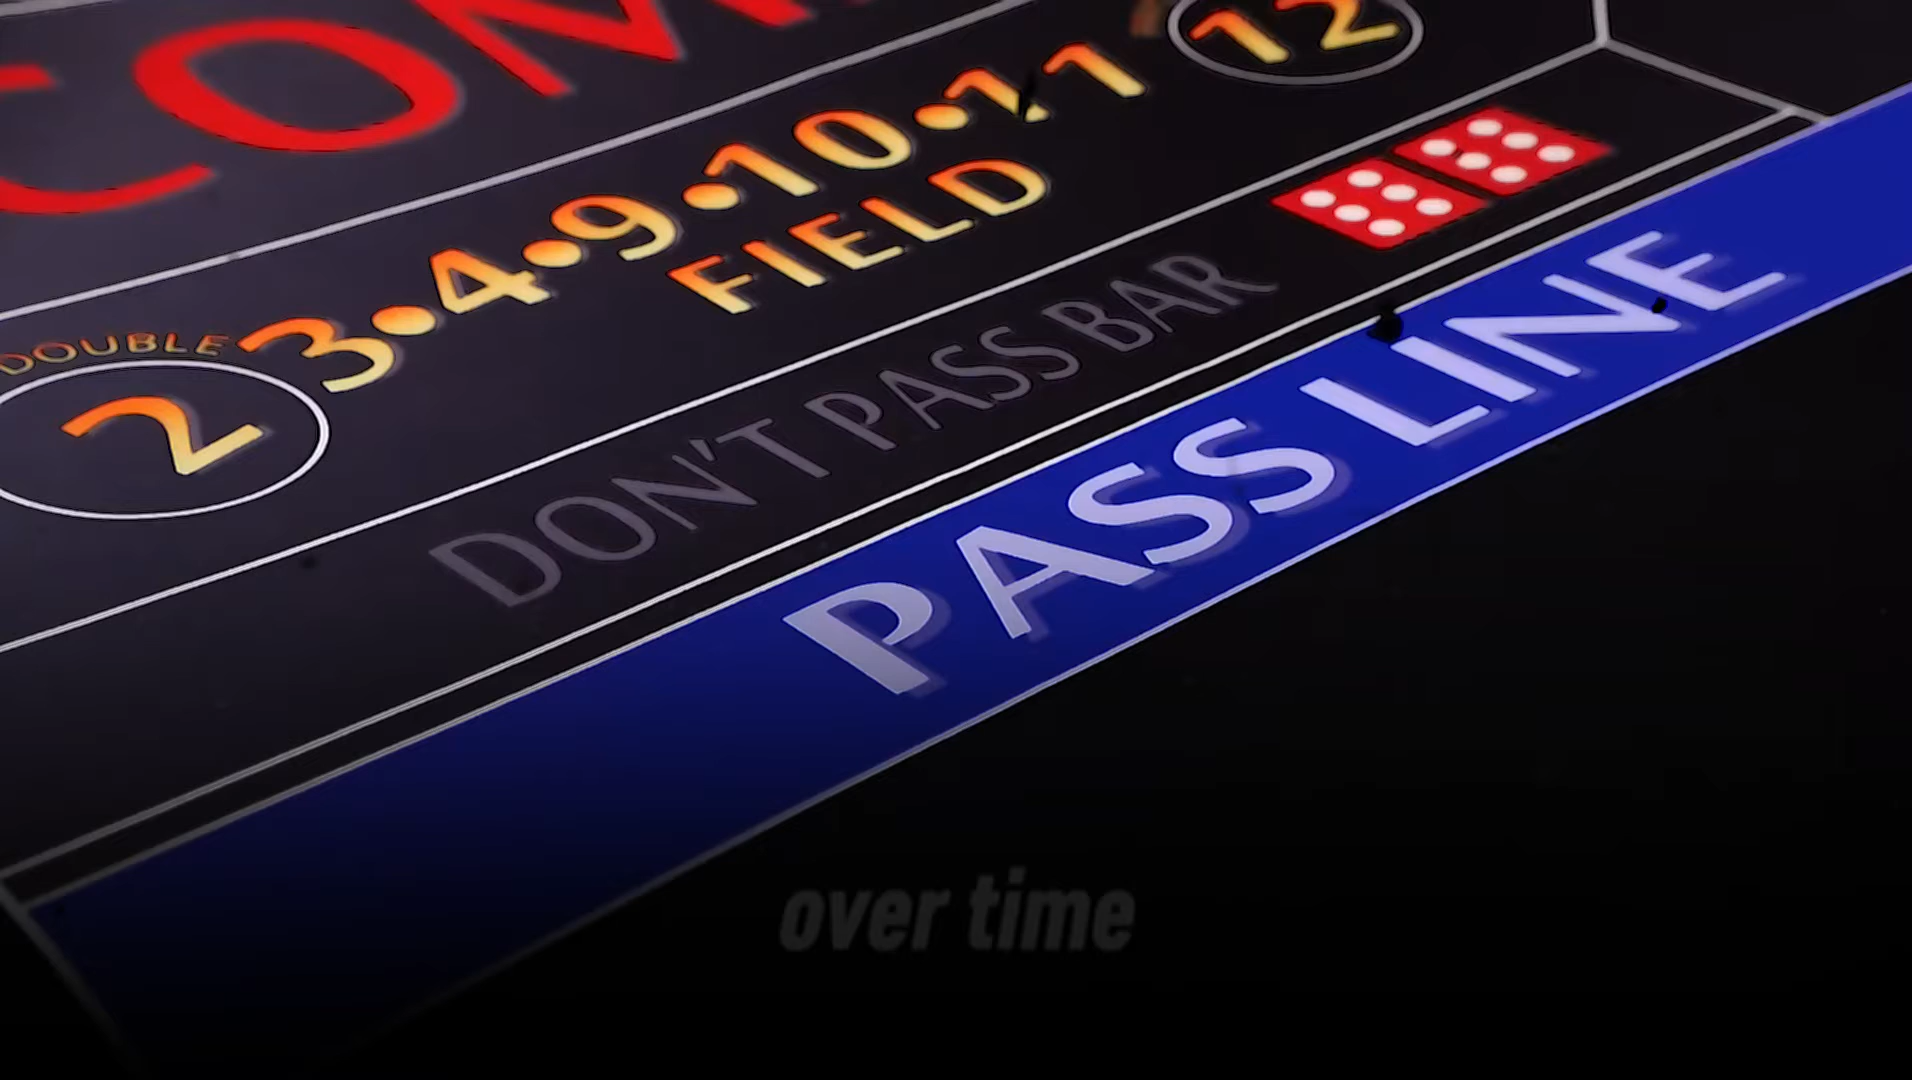 COM
12
3•4•9•10•11
FIELD
DOUBLE
2
DON'T PASS BAR
PASS LINE
over time